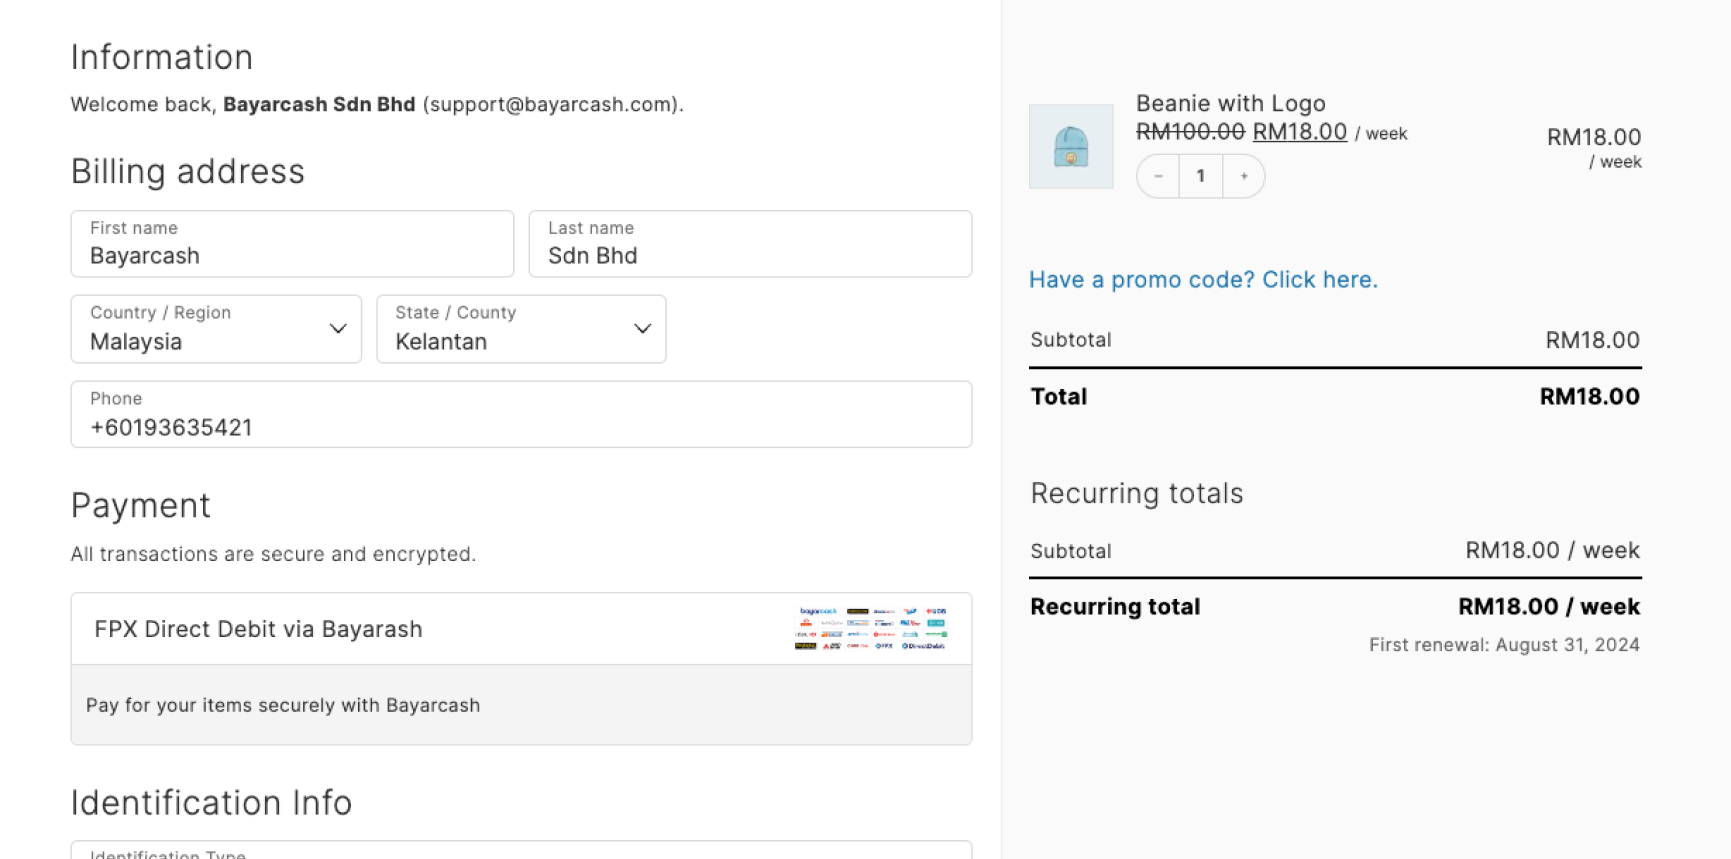 Information
Welcome back, Bayarcash Sdn Bhd (support@bayarcash.com).
Billing address
First name
Bayarcash
Last name
Sdn Bhd
Country / Region
Malaysia
State / County
Kelantan
Phone
+60193635421
Payment
All transactions are secure and encrypted.
FPX Direct Debit via Bayarash
bayarcash
FPX
DirectDebit
Pay for your items securely with Bayarcash
Identification Info
Identification Type
Beanie with Logo
RM100.00 RM18.00 / week
RM18.00
/ week
− 1 +
Have a promo code? Click here.
Subtotal RM18.00
Total RM18.00
Recurring totals
Subtotal RM18.00 / week
Recurring total RM18.00 / week
First renewal: August 31, 2024